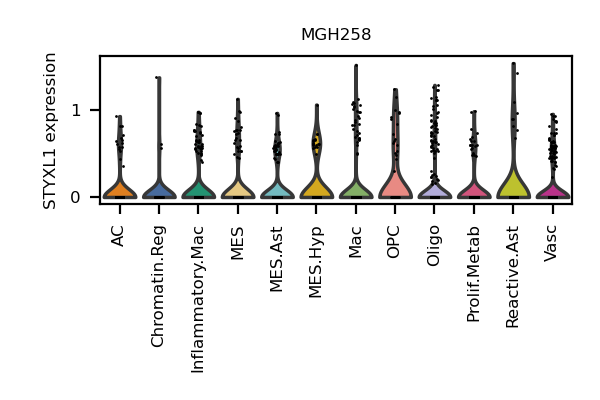 MGH258
STYXL1 expression
1
0
AC
Chromatin.Reg
Inflammatory.Mac
MES
MES.Ast
MES.Hyp
Mac
OPC
Oligo
Prolif.Metab
Reactive.Ast
Vasc